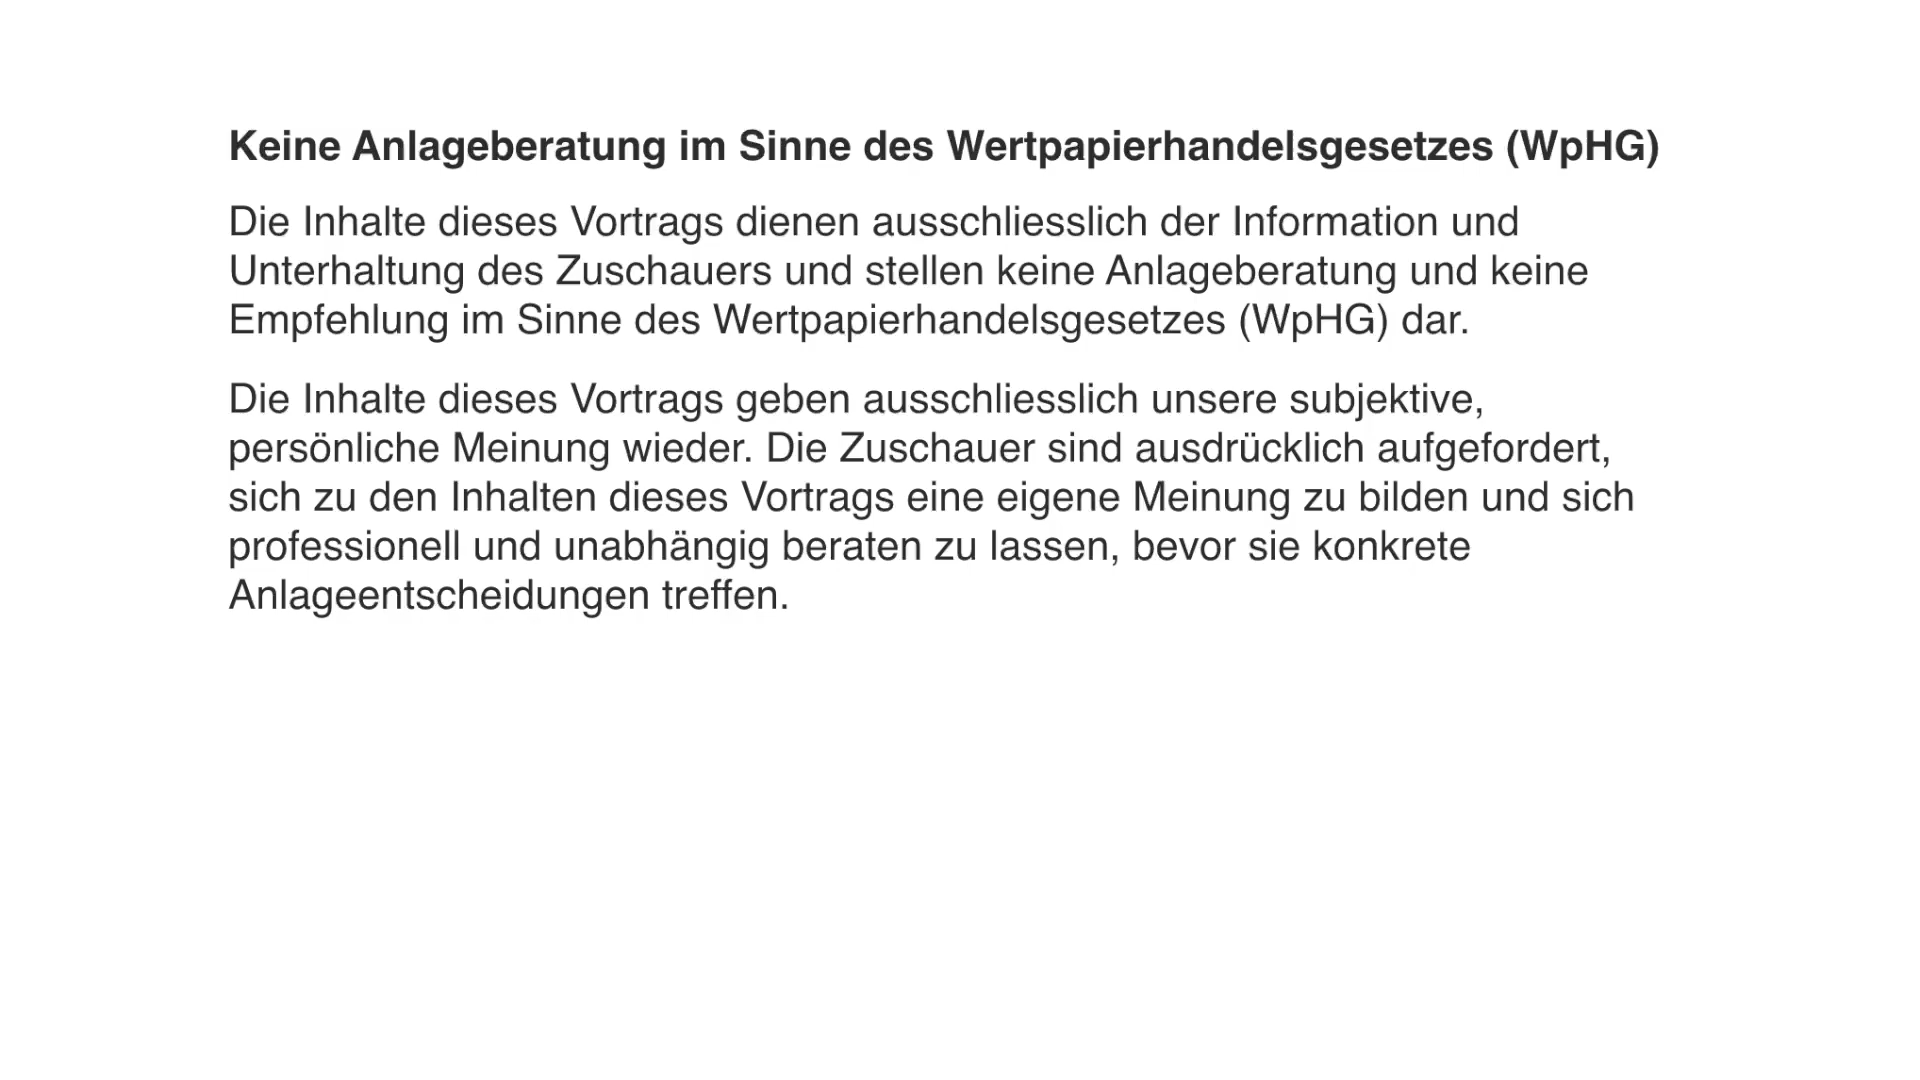 Keine Anlageberatung im Sinne des Wertpapierhandelsgesetzes (WpHG)
Die Inhalte dieses Vortrags dienen ausschliesslich der Information und
Unterhaltung des Zuschauers und stellen keine Anlageberatung und keine
Empfehlung im Sinne des Wertpapierhandelsgesetzes (WpHG) dar.
Die Inhalte dieses Vortrags geben ausschliesslich unsere subjektive,
persönliche Meinung wieder. Die Zuschauer sind ausdrücklich aufgefordert,
sich zu den Inhalten dieses Vortrags eine eigene Meinung zu bilden und sich
professionell und unabhängig beraten zu lassen, bevor sie konkrete
Anlageentscheidungen treffen.